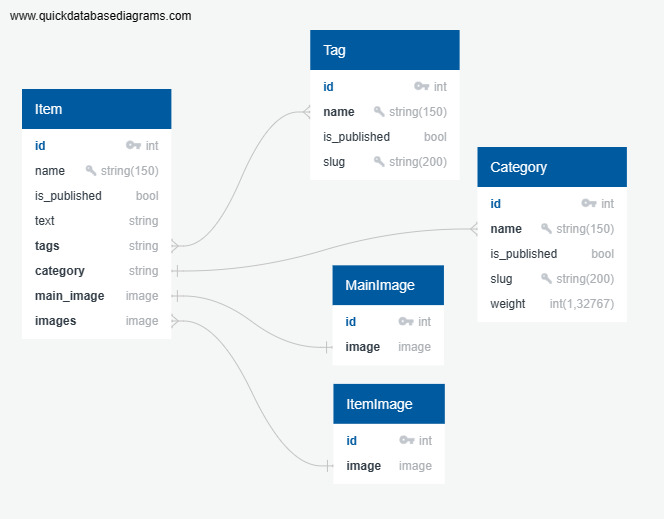 www.quickdatabasediagrams.com
Item
id int
name string(150)
is_published bool
text string
tags string
category string
main_image image
images image
Tag
id int
name string(150)
is_published bool
slug string(200)
Category
id int
name string(150)
is_published bool
slug string(200)
weight int(1,32767)
MainImage
id int
image image
ItemImage
id int
image image